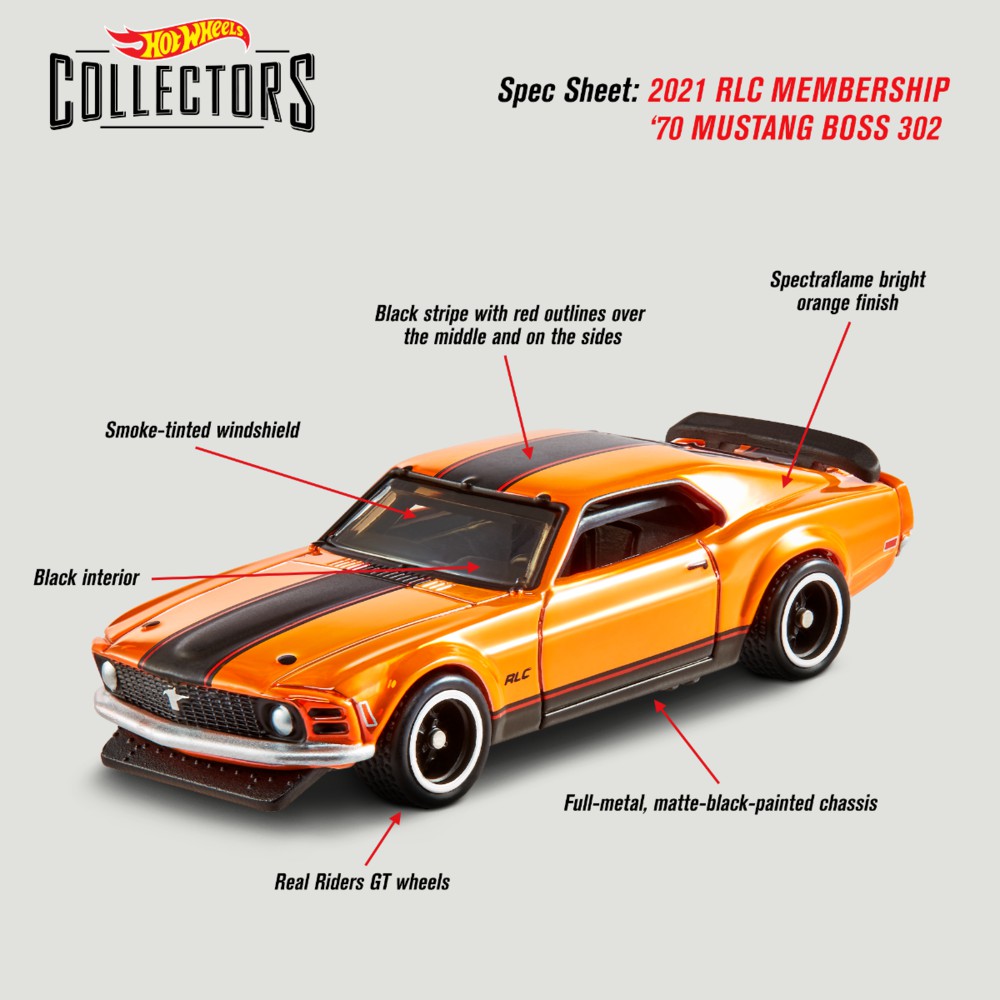 HOT WHEELS
COLLECTORS
Spec Sheet: 2021 RLC MEMBERSHIP
‘70 MUSTANG BOSS 302
Spectraflame bright
orange finish
Black stripe with red outlines over
the middle and on the sides
Smoke-tinted windshield
Black interior
RLC
Full-metal, matte-black-painted chassis
Real Riders GT wheels